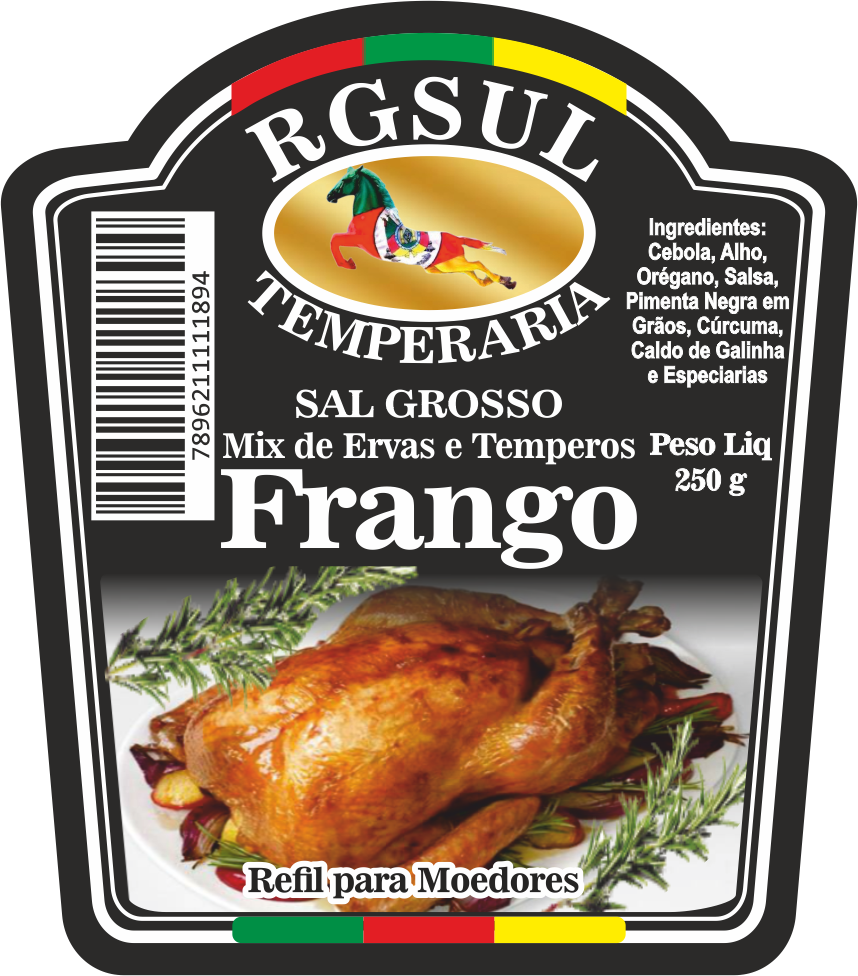 RGSUL
TEMPERARIA
7896211111894
Ingredientes:
Cebola, Alho,
Orégano, Salsa,
Pimenta Negra em
Grãos, Cúrcuma,
Caldo de Galinha
e Especiarias
SAL GROSSO
Mix de Ervas e Temperos
Peso Liq
250 g
Frango
Refil para Moedores